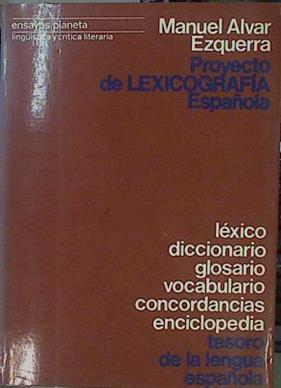 ensayos/planeta
lingüística y crítica literaria
Manuel Alvar
Ezquerra
Proyecto
de LEXICOGRAFÍA
Española
léxico
diccionario
glosario
vocabulario
concordancias
enciclopedia
tesoro
de la lengua
española